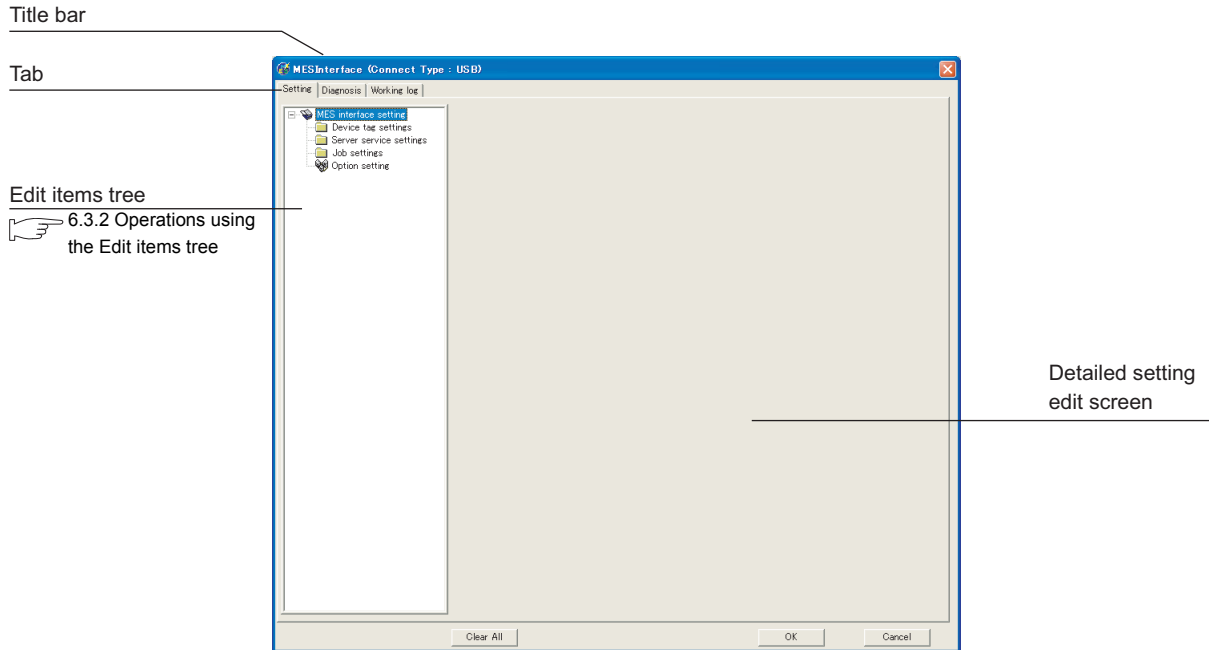 Title bar
Tab
Edit items tree
6.3.2 Operations using
the Edit items tree
MESInterface (Connect Type : USB)
Setting
Diagnosis
Working log
MES interface setting
Device tag settings
Server service settings
Job settings
Option setting
Detailed setting
edit screen
Clear All
OK
Cancel